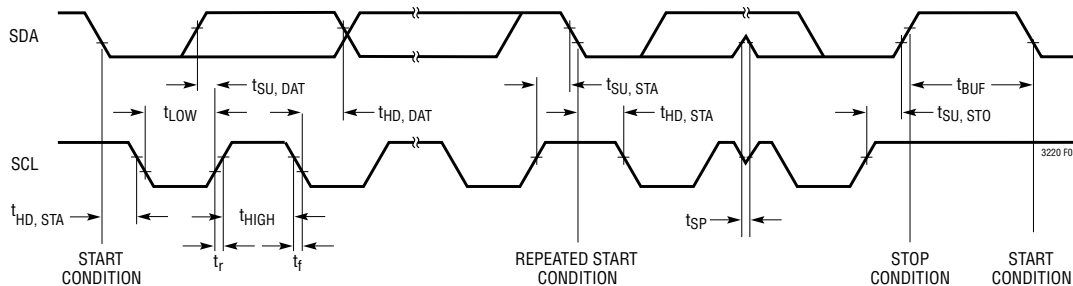 SDA
tSU, DAT
tSU, STA
tBUF
tLOW
tHD, DAT
tHD, STA
tSU, STO
SCL
3220 F0
tHD, STA
tHIGH
tSP
tr
tf
START
CONDITION
REPEATED START
CONDITION
STOP
CONDITION
START
CONDITION